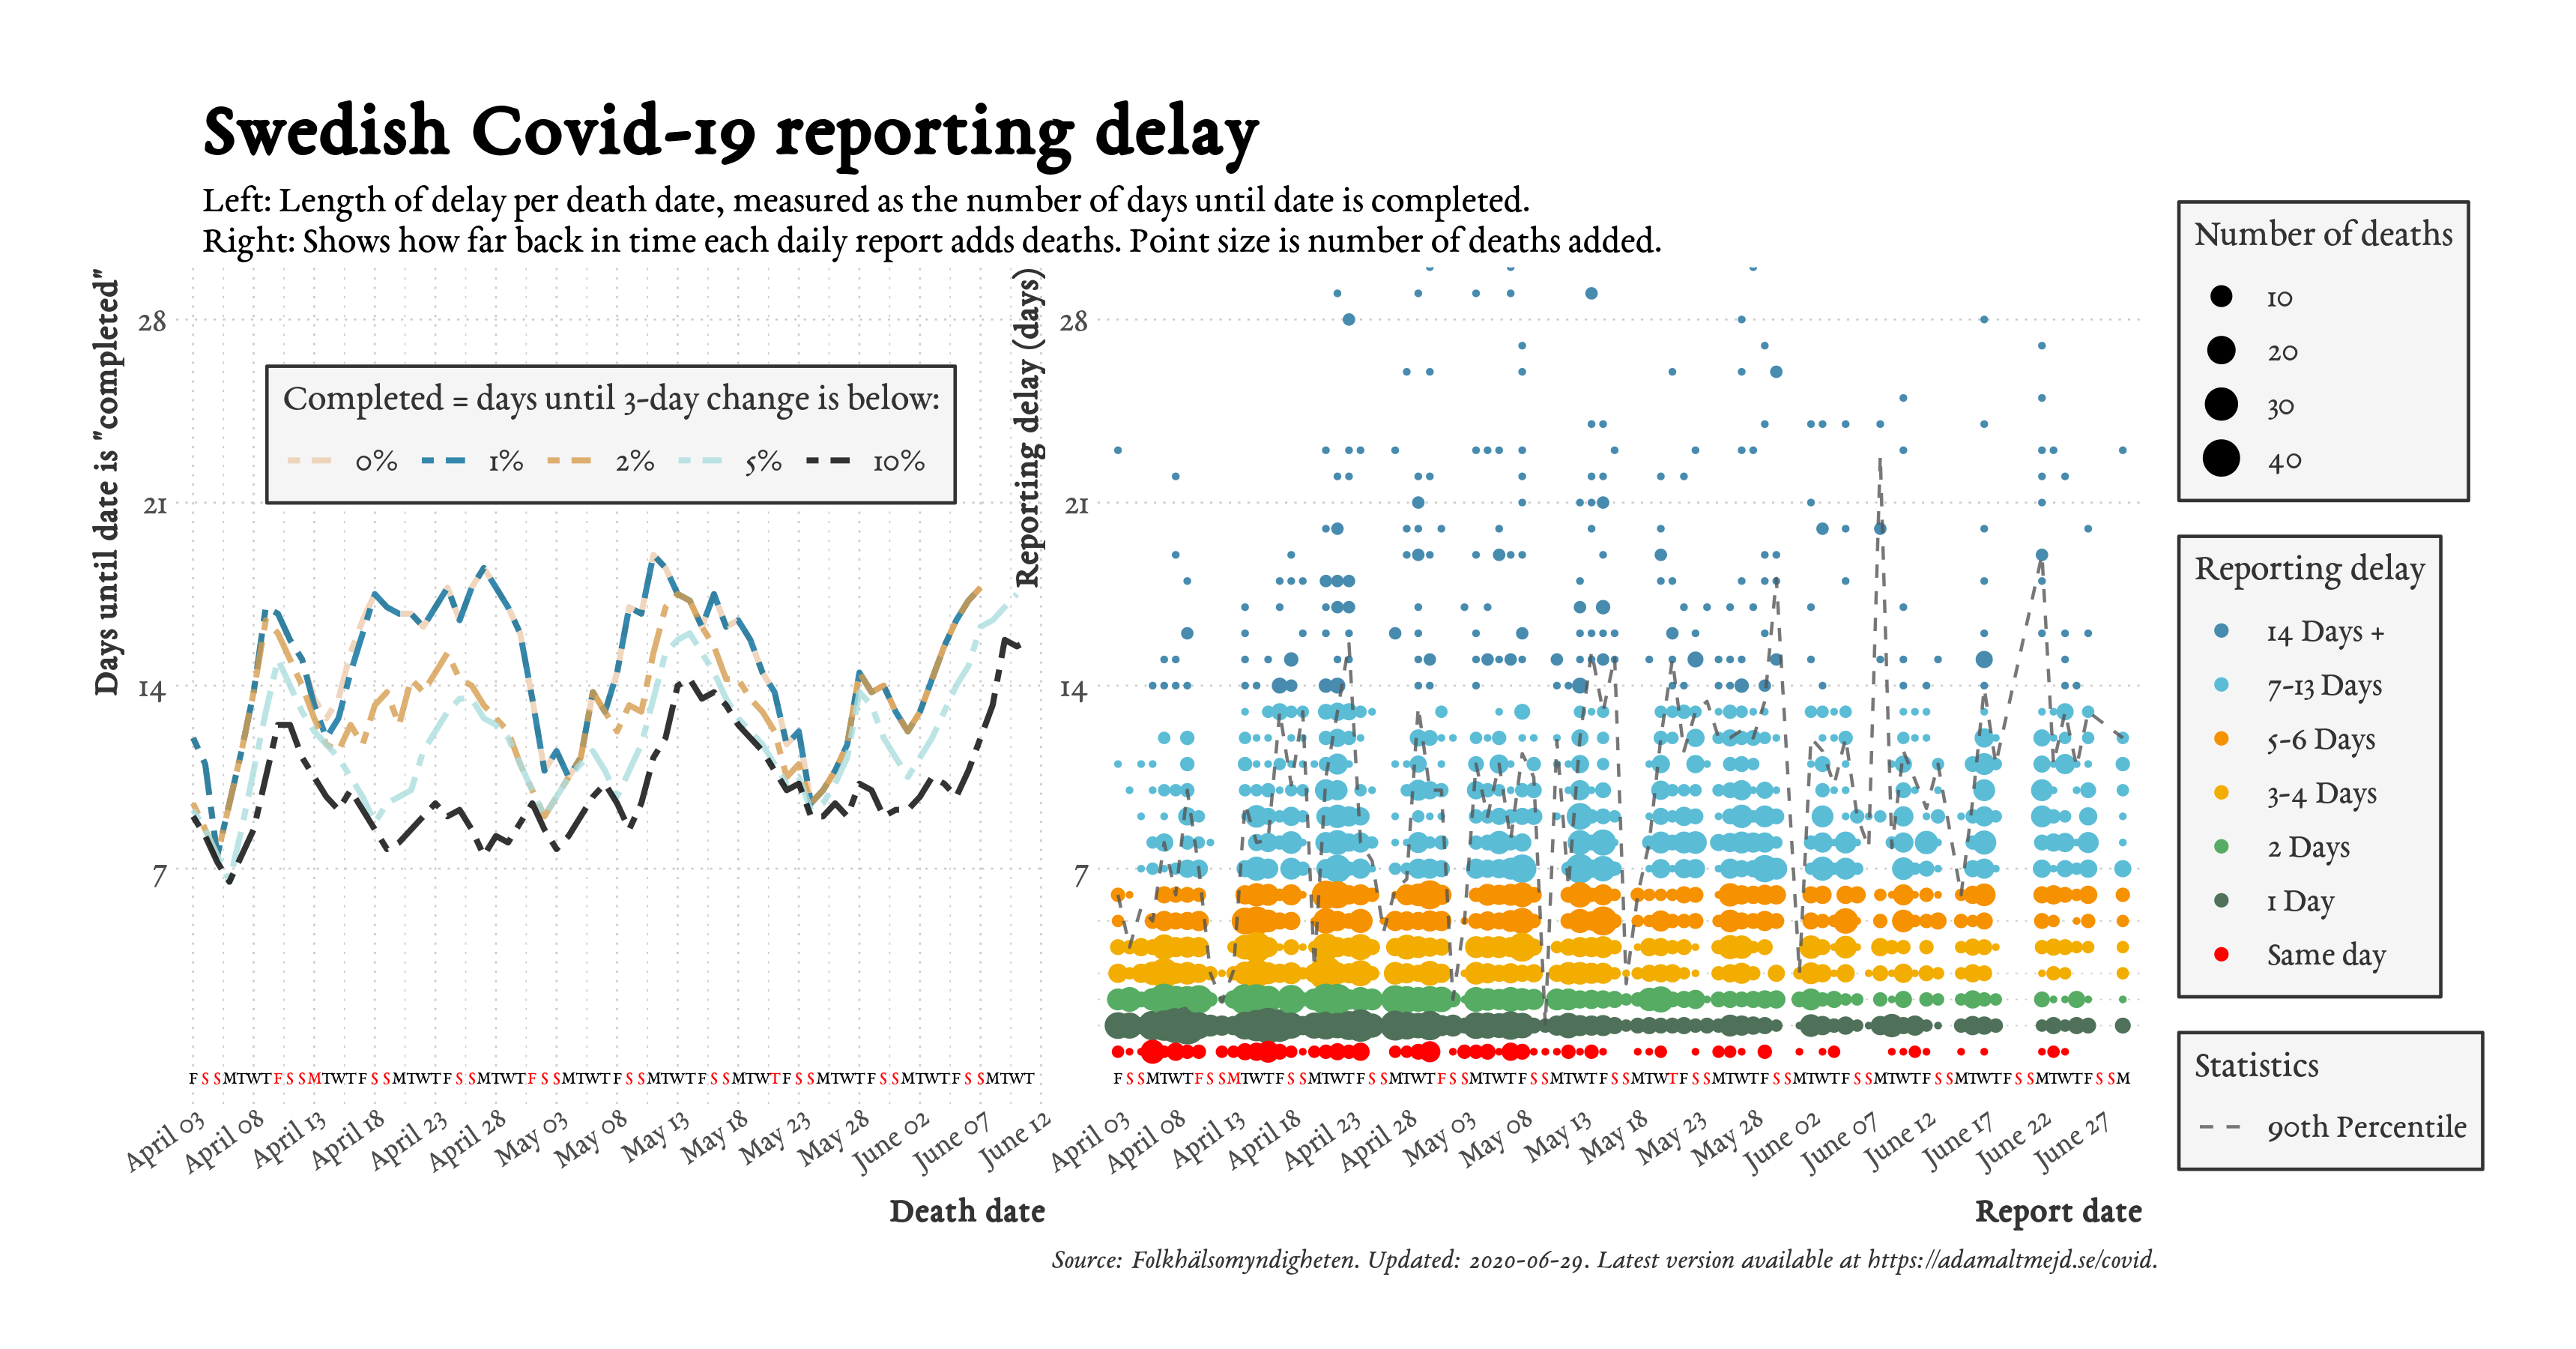 Swedish Covid-19 reporting delay
Left: Length of delay per death date, measured as the number of days until date is completed.
Right: Shows how far back in time each daily report adds deaths. Point size is number of deaths added.
Days until date is "completed"
28
21
14
7
Completed = days until 3-day change is below:
0% 1% 2% 5% 10%
FSSMTWTFSSMTWTFSSMTWTFSSMTWTFSSMTWTFSSMTWTFSSMTWTFSSMTWTFSSMTWTFSSMTWT
April 03 April 08 April 13 April 18 April 23 April 28 May 03 May 08 May 13 May 18 May 23 May 28 June 02 June 07 June 12
Death date
Reporting delay (days)
28
21
14
7
FSSMTWTFSSMTWTFSSMTWTFSSMTWTFSSMTWTFSSMTWTFSSMTWTFSSMTWTFSSMTWTFSSMTWTFSSMTWTFSSMTWTFSSM
April 03 April 08 April 13 April 18 April 23 April 28 May 03 May 08 May 13 May 18 May 23 May 28 June 02 June 07 June 12 June 17 June 22 June 27
Report date
Number of deaths
10
20
30
40
Reporting delay
14 Days +
7-13 Days
5-6 Days
3-4 Days
2 Days
1 Day
Same day
Statistics
90th Percentile
Source: Folkhälsomyndigheten. Updated: 2020-06-29. Latest version available at https://adamaltmejd.se/covid.